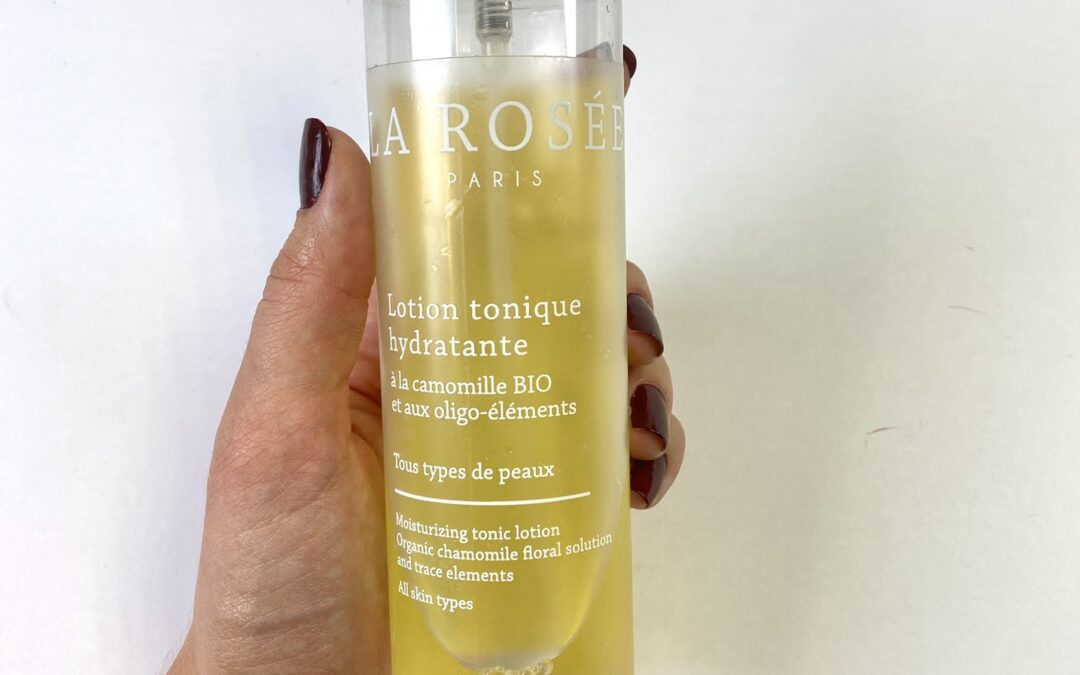 LA ROSÉE
PARIS
Lotion tonique
hydratante
à la camomille BIO
et aux oligo-éléments
Tous types de peaux
Moisturizing tonic lotion
Organic chamomile floral solution
and trace elements
All skin types